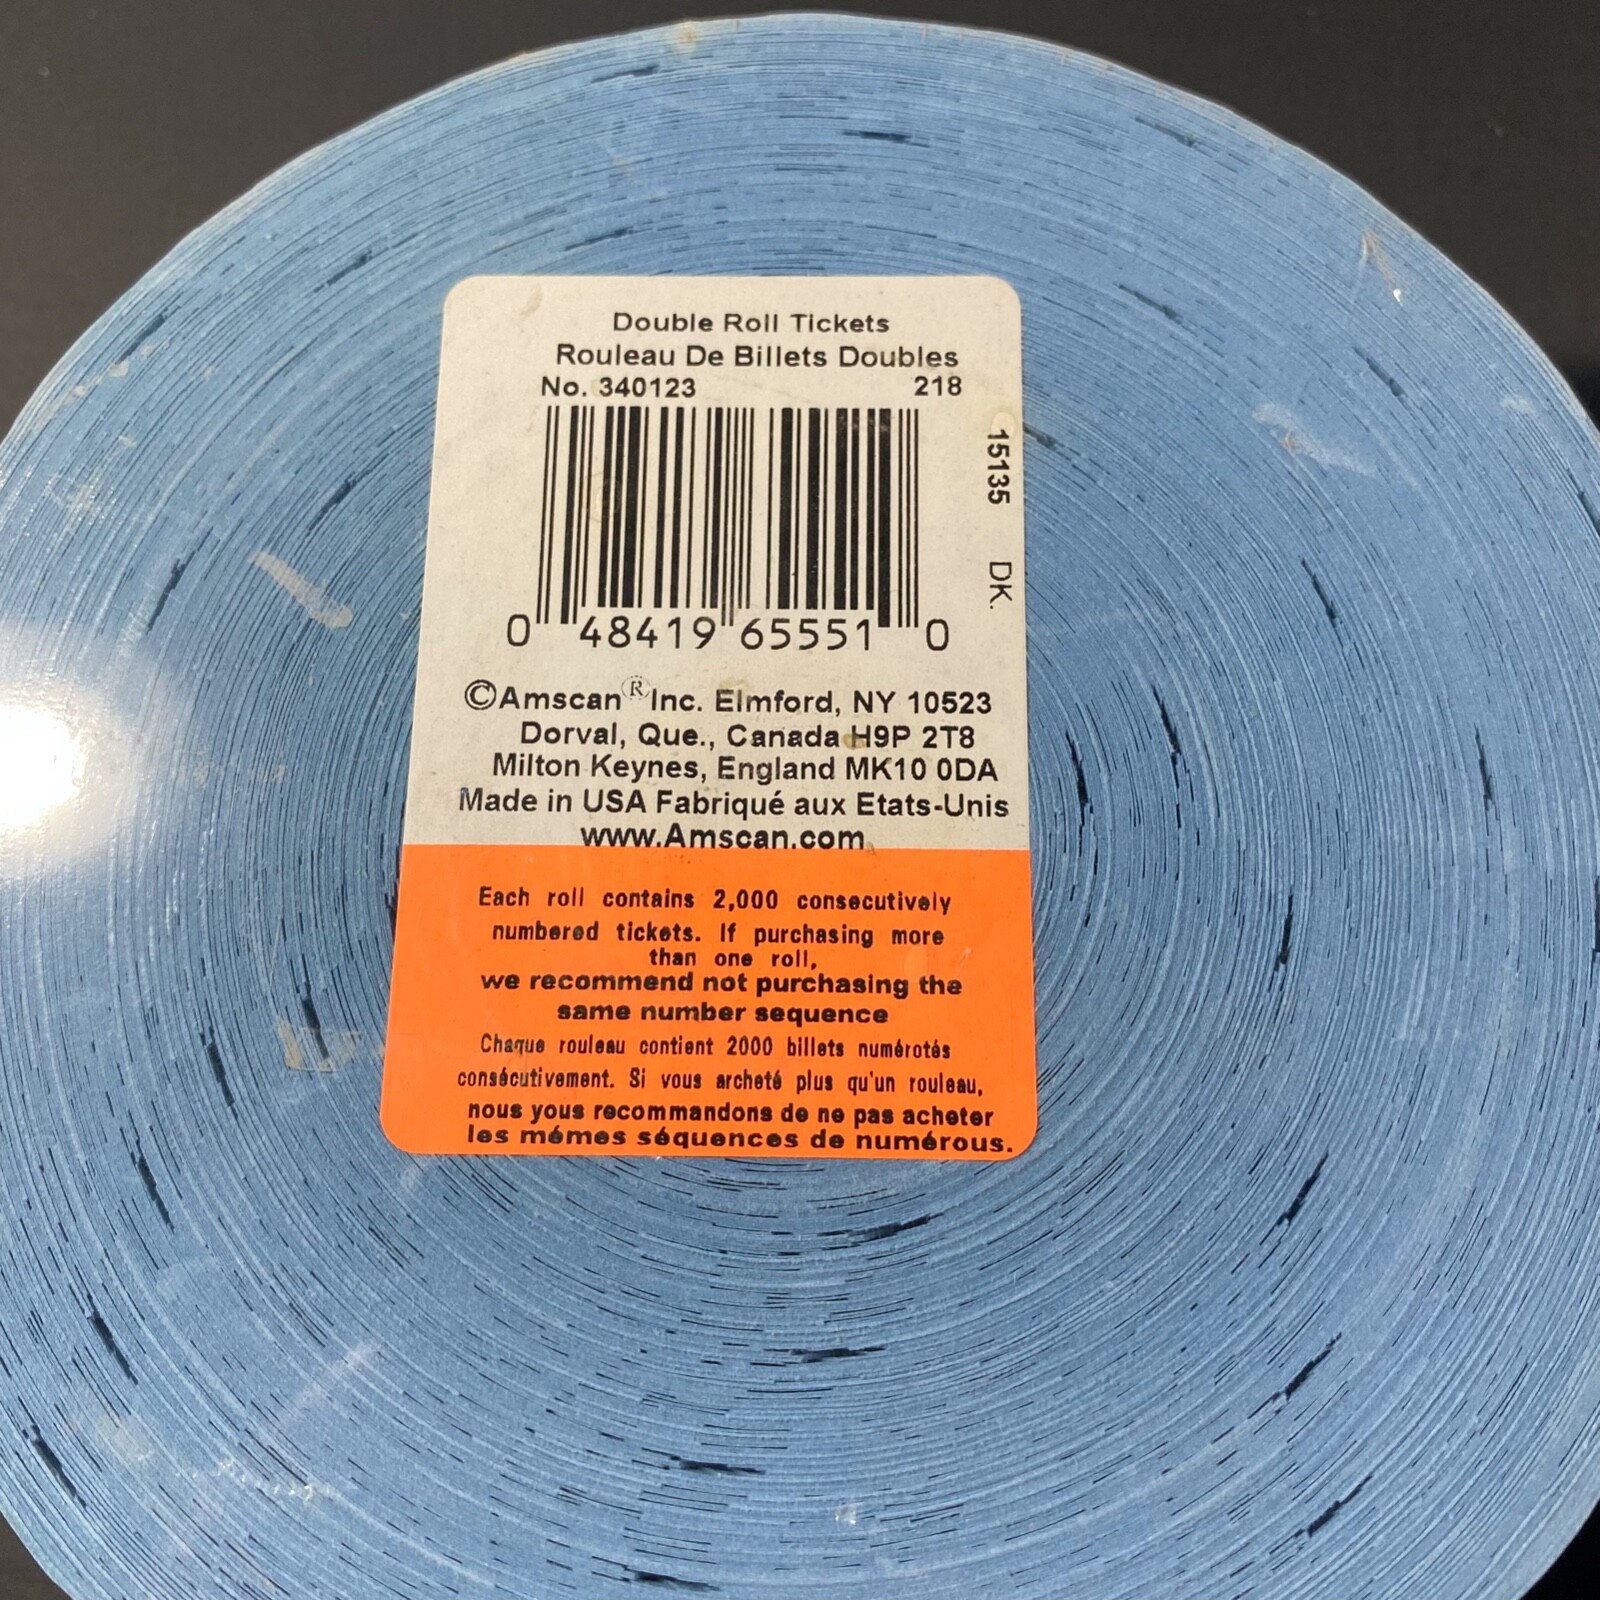 Double Roll Tickets
Rouleau De Billets Doubles
No. 340123 218
15135 DK.
0 48419 65551 0
©Amscan® Inc. Elmford, NY 10523
Dorval, Que., Canada H9P 2T8
Milton Keynes, England MK10 0DA
Made in USA Fabriqué aux Etats-Unis
www.Amscan.com
Each roll contains 2,000 consecutively
numbered tickets. If purchasing more
than one roll,
we recommend not purchasing the
same number sequence
Chaque rouleau contient 2000 billets numérotés
consécutivement. Si vous archeté plus qu'un rouleau,
nous yous recommandons de ne pas acheter
les mémes séquences de numérous.